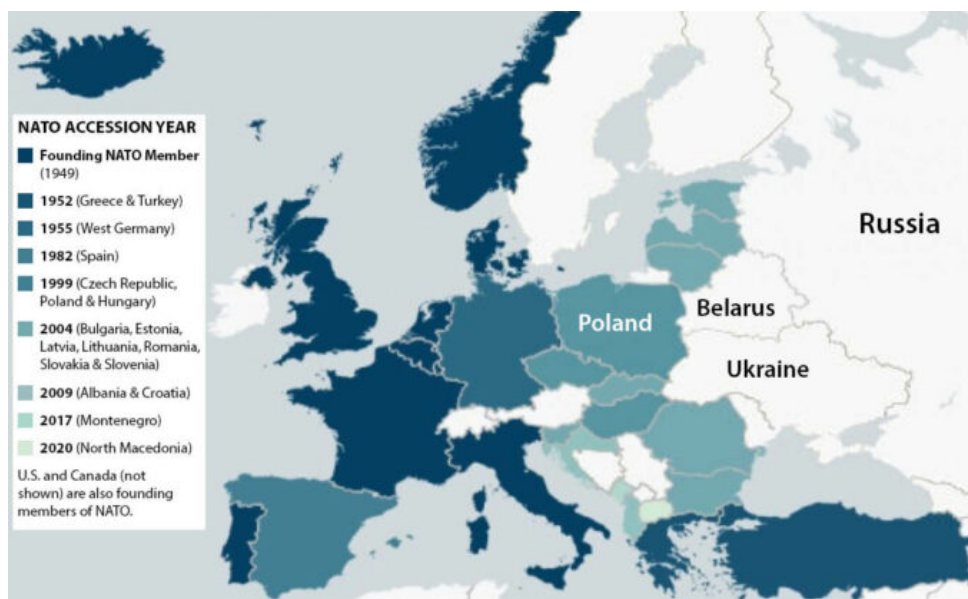 NATO ACCESSION YEAR
Founding NATO Member
(1949)
1952 (Greece & Turkey)
1955 (West Germany)
1982 (Spain)
1999 (Czech Republic,
Poland & Hungary)
2004 (Bulgaria, Estonia,
Latvia, Lithuania, Romania,
Slovakia & Slovenia)
2009 (Albania & Croatia)
2017 (Montenegro)
2020 (North Macedonia)
U.S. and Canada (not
shown) are also founding
members of NATO.
Russia
Belarus
Poland
Ukraine